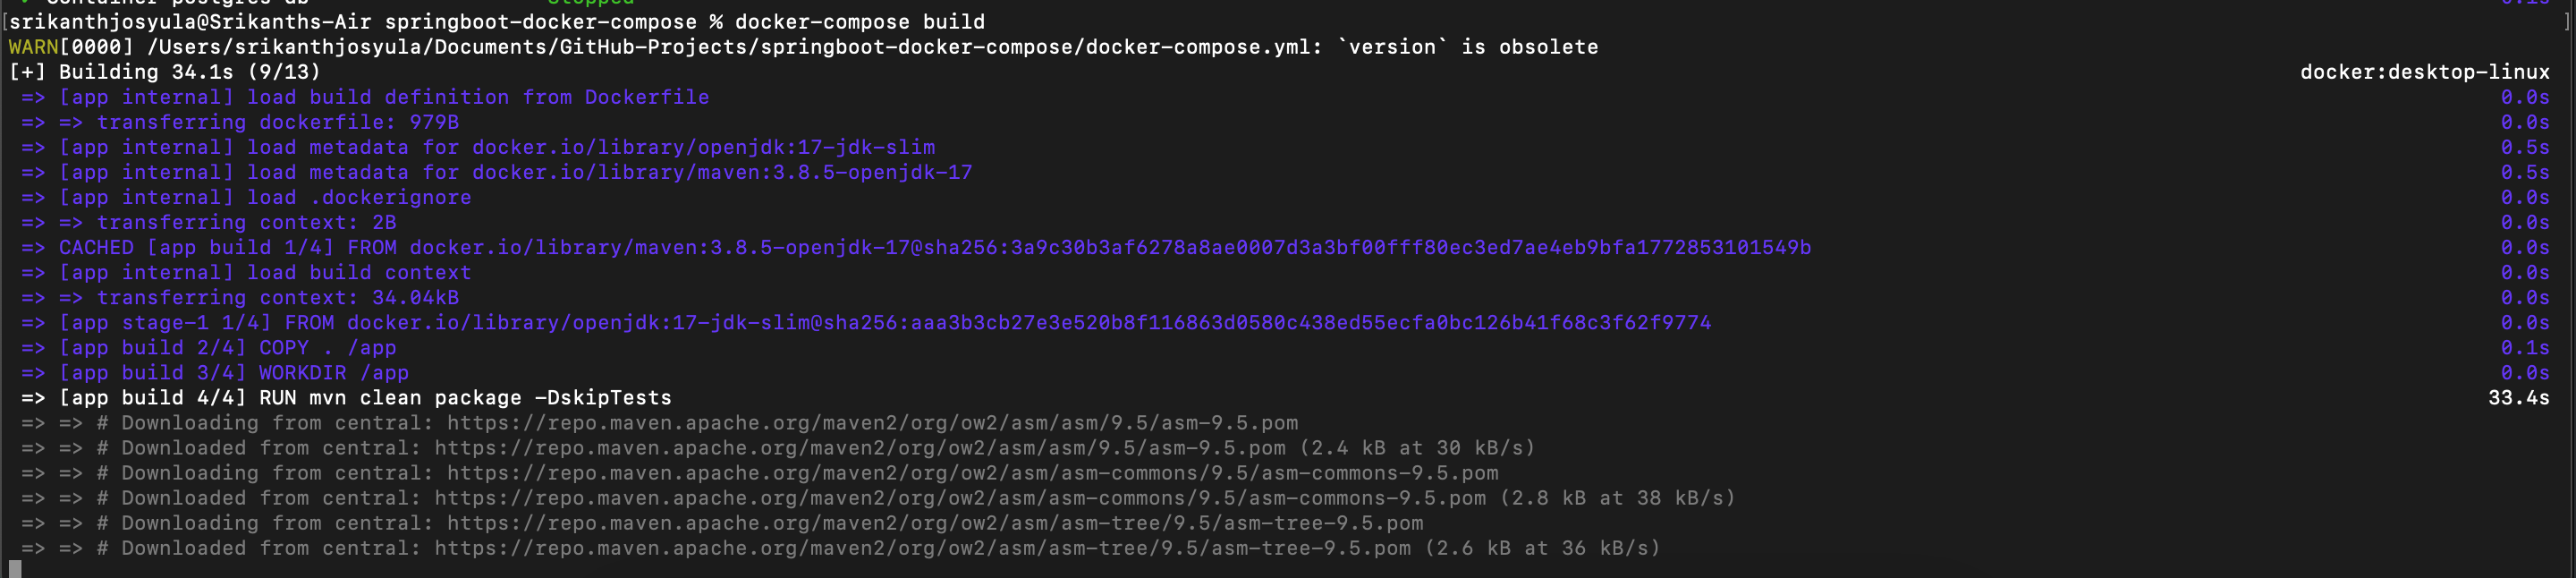 Container postgres-db Stopped 0.1s
[srikanthjosyula@Srikanths-Air springboot-docker-compose % docker-compose build ]
WARN[0000] /Users/srikanthjosyula/Documents/GitHub-Projects/springboot-docker-compose/docker-compose.yml: `version` is obsolete
[+] Building 34.1s (9/13) docker:desktop-linux
=> [app internal] load build definition from Dockerfile 0.0s
=> => transferring dockerfile: 979B 0.0s
=> [app internal] load metadata for docker.io/library/openjdk:17-jdk-slim 0.5s
=> [app internal] load metadata for docker.io/library/maven:3.8.5-openjdk-17 0.5s
=> [app internal] load .dockerignore 0.0s
=> => transferring context: 2B 0.0s
=> CACHED [app build 1/4] FROM docker.io/library/maven:3.8.5-openjdk-17@sha256:3a9c30b3af6278a8ae0007d3a3bf00fff80ec3ed7ae4eb9bfa1772853101549b 0.0s
=> [app internal] load build context 0.0s
=> => transferring context: 34.04kB 0.0s
=> [app stage-1 1/4] FROM docker.io/library/openjdk:17-jdk-slim@sha256:aaa3b3cb27e3e520b8f116863d0580c438ed55ecfa0bc126b41f68c3f62f9774 0.0s
=> [app build 2/4] COPY . /app 0.1s
=> [app build 3/4] WORKDIR /app 0.0s
=> [app build 4/4] RUN mvn clean package -DskipTests 33.4s
=> => # Downloading from central: https://repo.maven.apache.org/maven2/org/ow2/asm/asm/9.5/asm-9.5.pom
=> => # Downloaded from central: https://repo.maven.apache.org/maven2/org/ow2/asm/asm/9.5/asm-9.5.pom (2.4 kB at 30 kB/s)
=> => # Downloading from central: https://repo.maven.apache.org/maven2/org/ow2/asm/asm-commons/9.5/asm-commons-9.5.pom
=> => # Downloaded from central: https://repo.maven.apache.org/maven2/org/ow2/asm/asm-commons/9.5/asm-commons-9.5.pom (2.8 kB at 38 kB/s)
=> => # Downloading from central: https://repo.maven.apache.org/maven2/org/ow2/asm/asm-tree/9.5/asm-tree-9.5.pom
=> => # Downloaded from central: https://repo.maven.apache.org/maven2/org/ow2/asm/asm-tree/9.5/asm-tree-9.5.pom (2.6 kB at 36 kB/s)